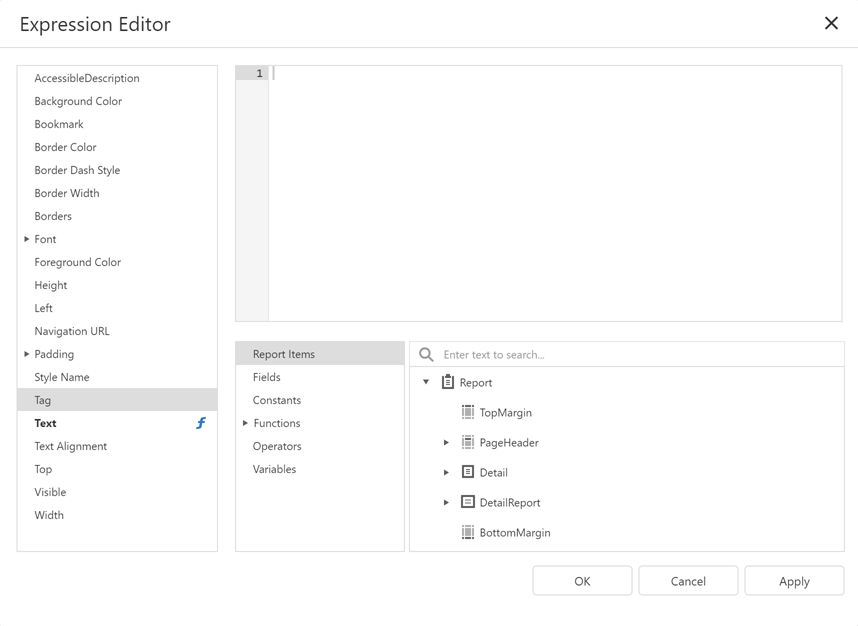 Expression Editor
AccessibleDescription
Background Color
Bookmark
Border Color
Border Dash Style
Border Width
Borders
Font
Foreground Color
Height
Left
Navigation URL
Padding
Style Name
Tag
Text
Text Alignment
Top
Visible
Width
1
Report Items
Fields
Constants
Functions
Operators
Variables
Enter text to search...
Report
TopMargin
PageHeader
Detail
DetailReport
BottomMargin
OK
Cancel
Apply